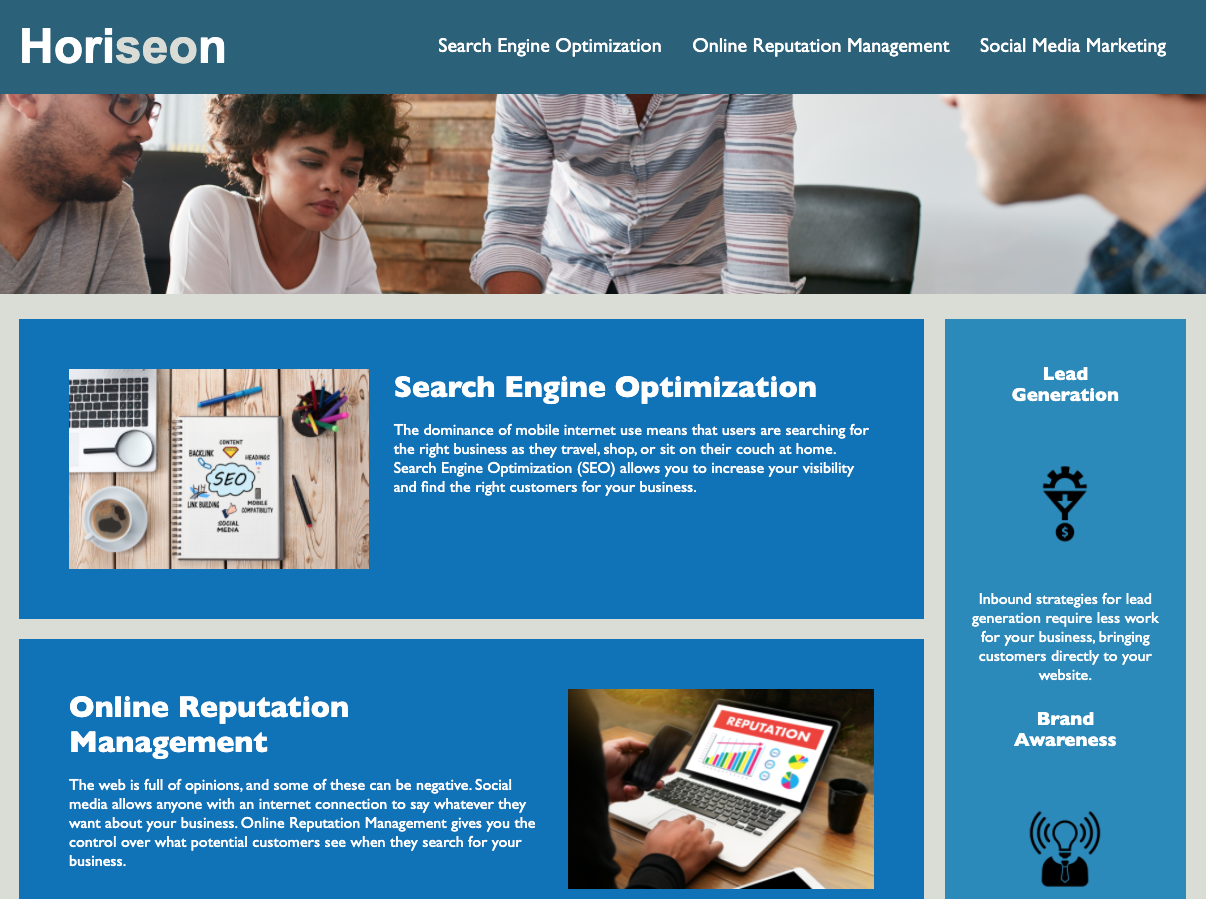 Horiseon
Search Engine Optimization
Online Reputation Management
Social Media Marketing
Search Engine Optimization
The dominance of mobile internet use means that users are searching for
the right business as they travel, shop, or sit on their couch at home.
Search Engine Optimization (SEO) allows you to increase your visibility
and find the right customers for your business.
CONTENT
BACKLINK
HEADINGS
SEO
LINK BUILDING
MOBILE
COMPATIBILITY
SOCIAL
MEDIA
Online Reputation
Management
The web is full of opinions, and some of these can be negative. Social
media allows anyone with an internet connection to say whatever they
want about your business. Online Reputation Management gives you the
control over what potential customers see when they search for your
business.
REPUTATION
Lead
Generation
$
Inbound strategies for lead
generation require less work
for your business, bringing
customers directly to your
website.
Brand
Awareness